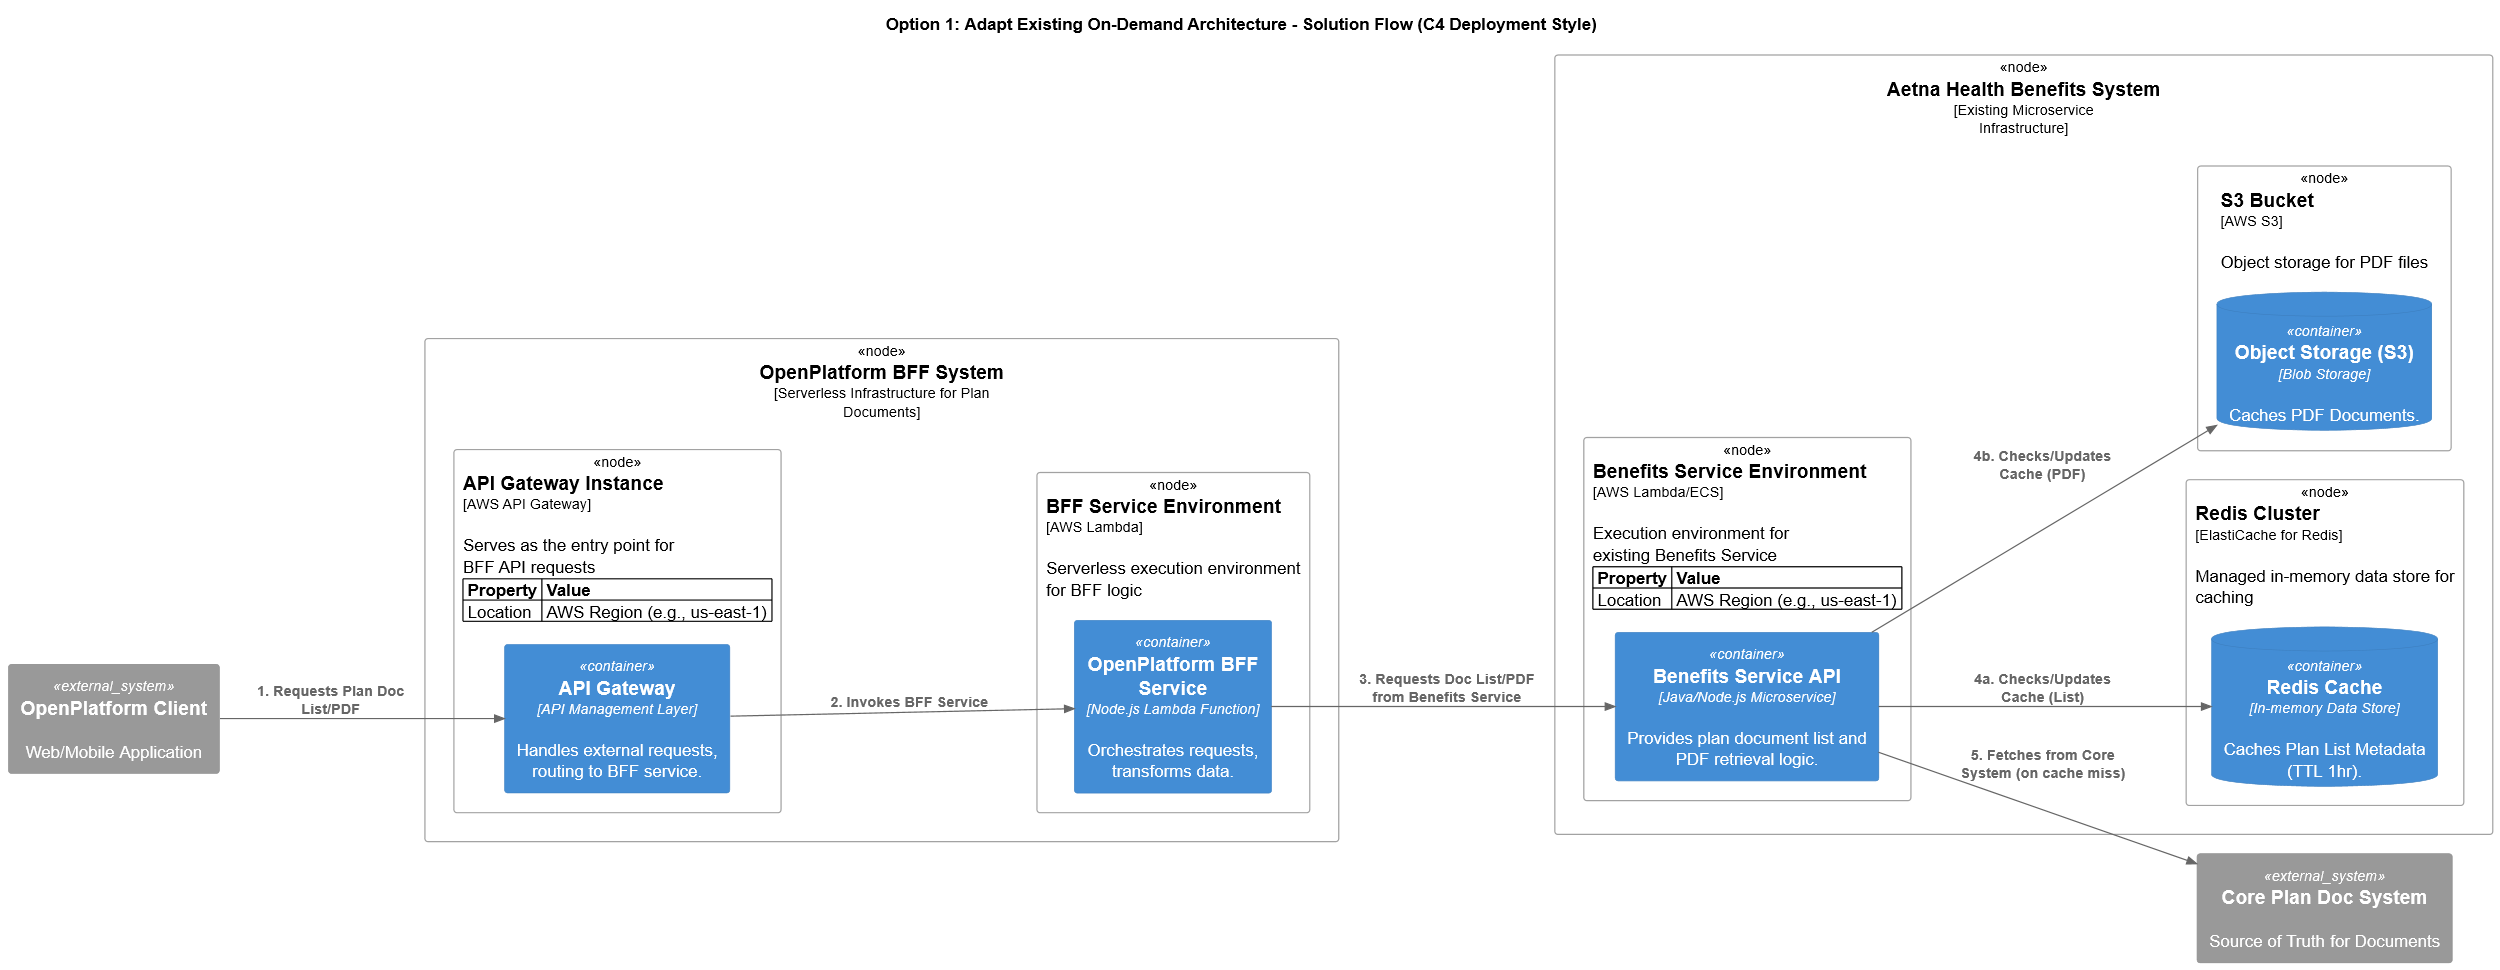 Option 1: Adapt Existing On-Demand Architecture - Solution Flow (C4 Deployment Style)
«external_system»
OpenPlatform Client
Web/Mobile Application
1. Requests Plan Doc
List/PDF
«node»
OpenPlatform BFF System
[Serverless Infrastructure for Plan
Documents]
«node»
API Gateway Instance
[AWS API Gateway]
Serves as the entry point for
BFF API requests
Property Value
Location AWS Region (e.g., us-east-1)
«container»
API Gateway
[API Management Layer]
Handles external requests,
routing to BFF service.
2. Invokes BFF Service
«node»
BFF Service Environment
[AWS Lambda]
Serverless execution environment
for BFF logic
«container»
OpenPlatform BFF
Service
[Node.js Lambda Function]
Orchestrates requests,
transforms data.
3. Requests Doc List/PDF
from Benefits Service
«node»
Aetna Health Benefits System
[Existing Microservice
Infrastructure]
«node»
Benefits Service Environment
[AWS Lambda/ECS]
Execution environment for
existing Benefits Service
Property Value
Location AWS Region (e.g., us-east-1)
«container»
Benefits Service API
[Java/Node.js Microservice]
Provides plan document list and
PDF retrieval logic.
4b. Checks/Updates
Cache (PDF)
4a. Checks/Updates
Cache (List)
5. Fetches from Core
System (on cache miss)
«node»
S3 Bucket
[AWS S3]
Object storage for PDF files
«container»
Object Storage (S3)
[Blob Storage]
Caches PDF Documents.
«node»
Redis Cluster
[ElastiCache for Redis]
Managed in-memory data store for
caching
«container»
Redis Cache
[In-memory Data Store]
Caches Plan List Metadata
(TTL 1hr).
«external_system»
Core Plan Doc System
Source of Truth for Documents